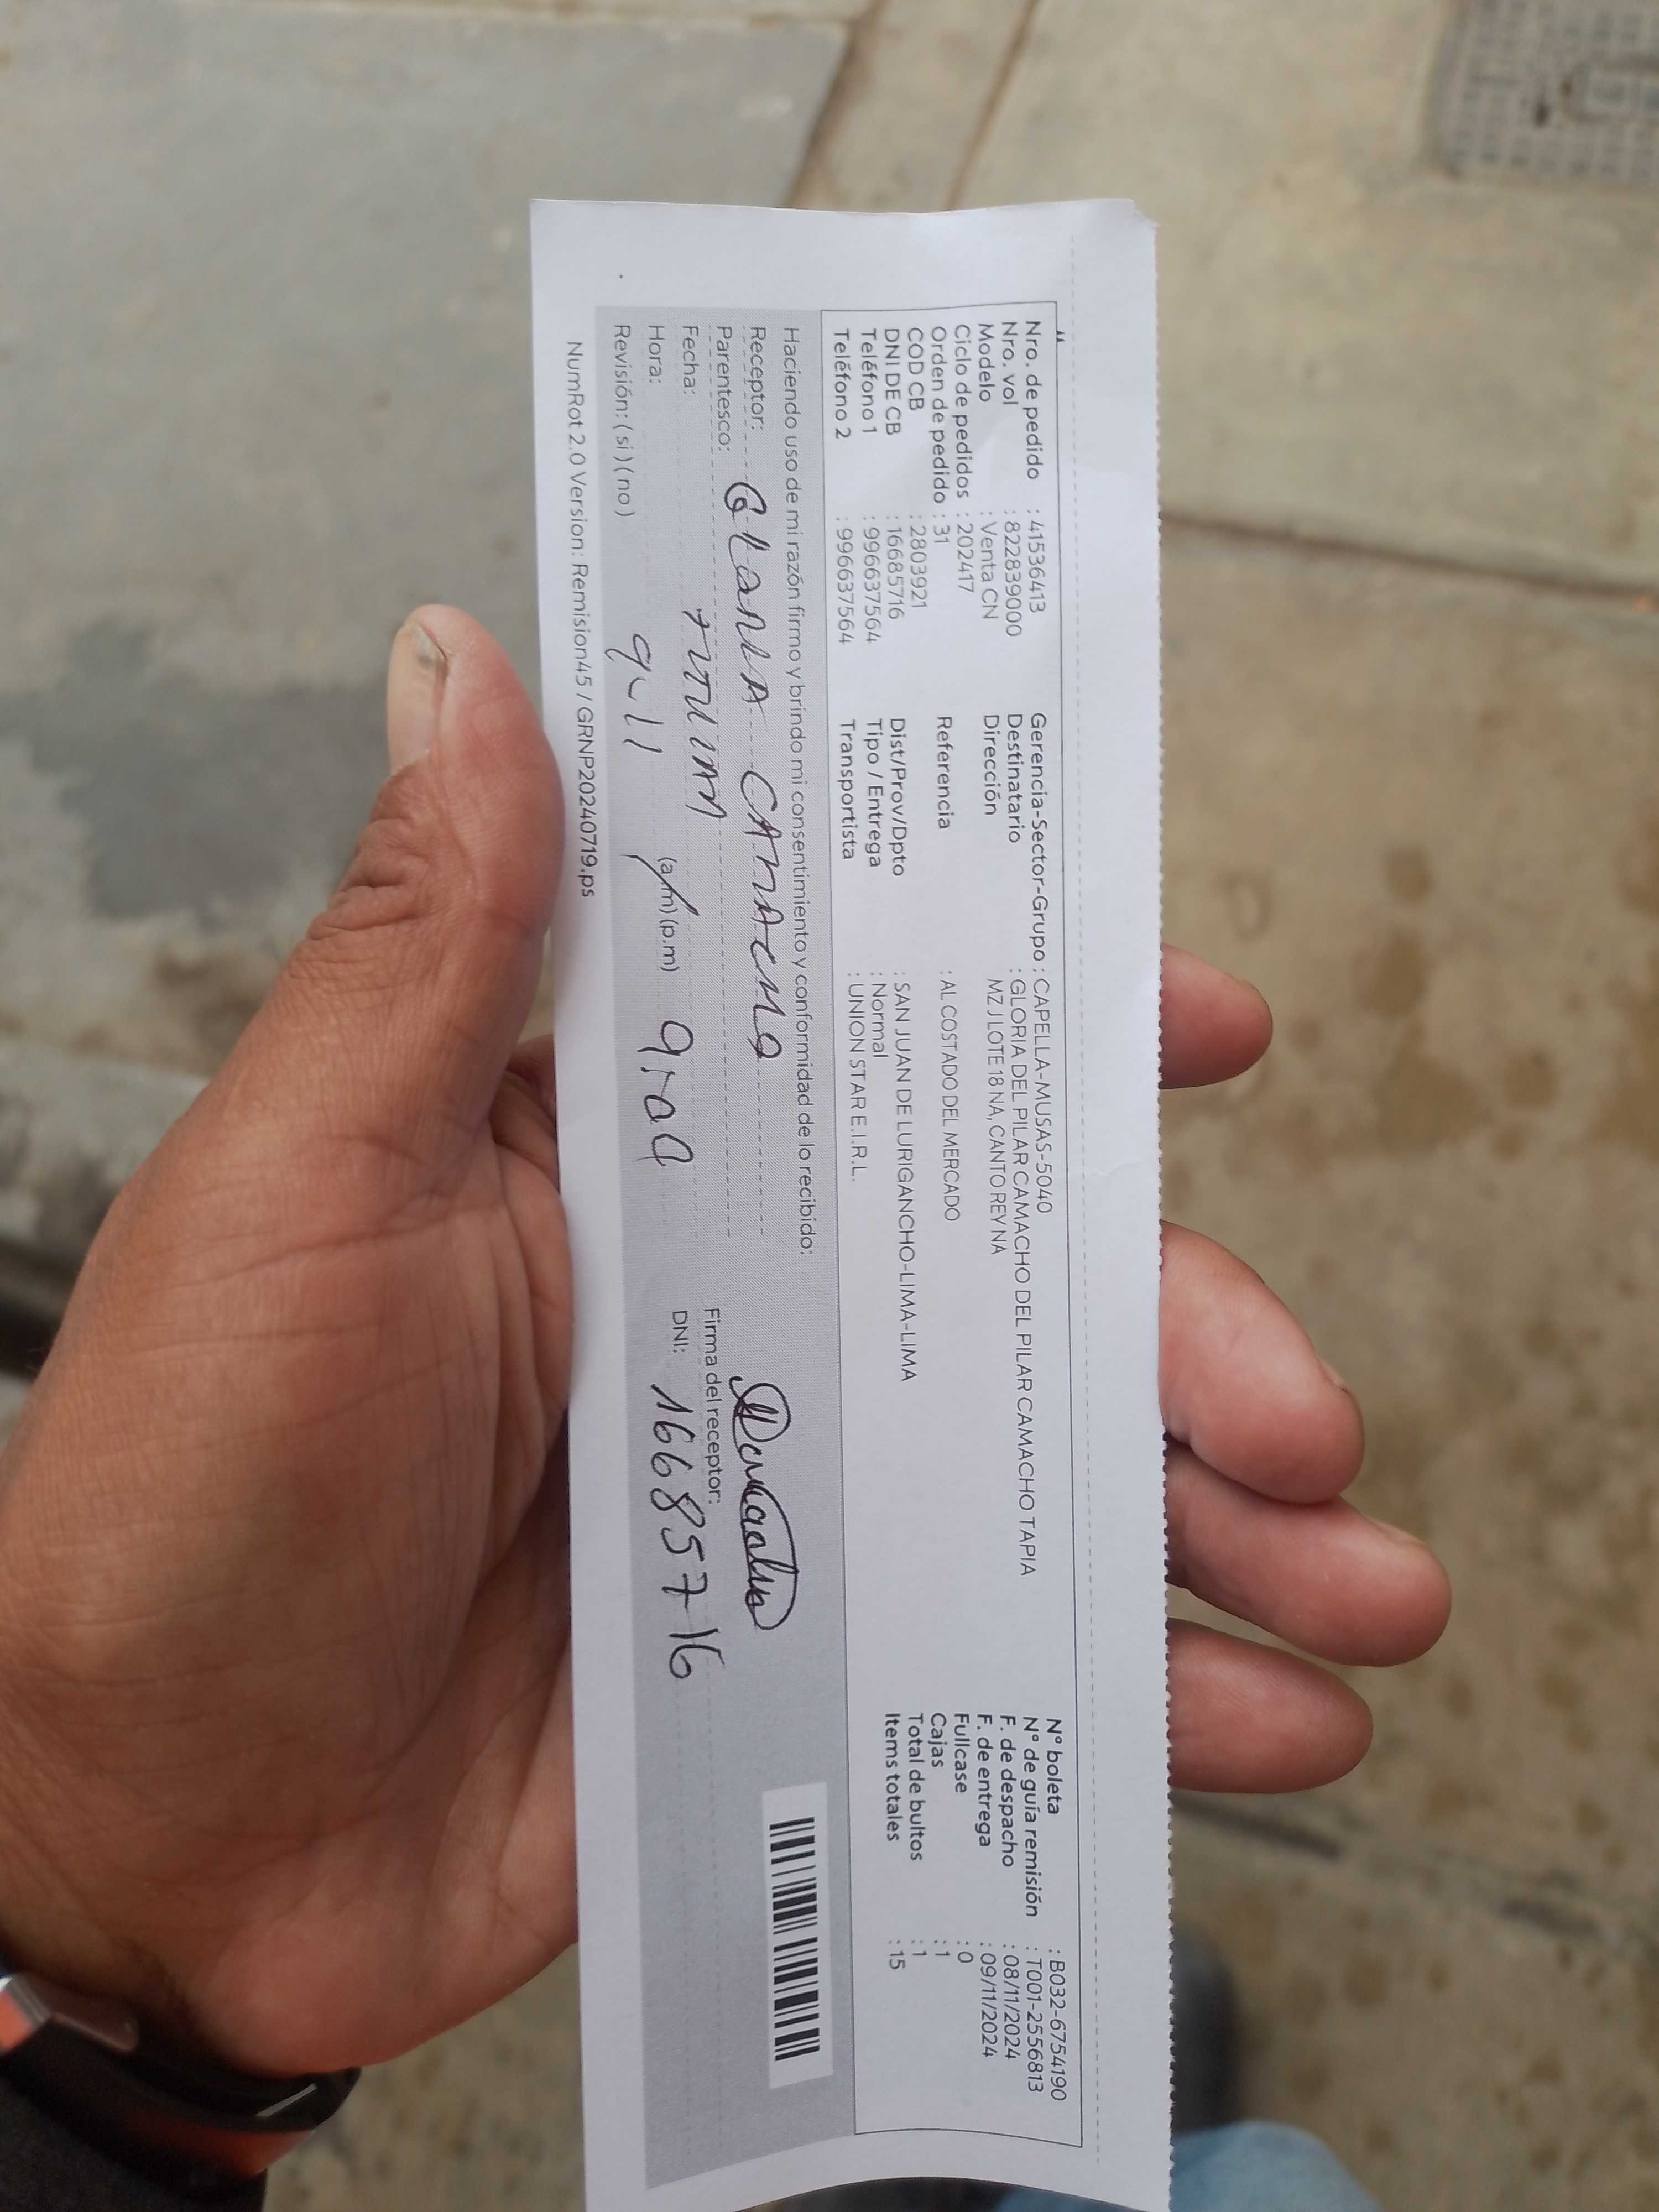 Nro. de pedido : 41536413
Nro. vol : 822839000
Modelo : Venta CN
Ciclo de pedidos : 202417
Orden de pedido : 31
COD CB : 2803921
DNI DE CB : 16685716
Teléfono 1 : 996637564
Teléfono 2 : 996637564
Gerencia-Sector-Grupo : CAPELLA-MUSAS-5040
Destinatario : GLORIA DEL PILAR CAMACHO DEL PILAR CAMACHO TAPIA
Dirección MZ J LOTE 18 NA, CANTO REY NA
Referencia : AL COSTADO DEL MERCADO
Dist/Prov/Dpto : SAN JUAN DE LURIGANCHO-LIMA-LIMA
Tipo / Entrega : Normal
Transportista : UNION STAR E.I.R.L.
N° boleta : B032-6754190
N° de guía remisión : T001-2556813
F. de despacho : 08/11/2024
F. de entrega : 09/11/2024
Fullcase : 0
Cajas : 1
Total de bultos : 1
Items totales : 15
Haciendo uso de mi razón firmo y brindo mi consentimiento y conformidad de lo recibido:
Receptor: GLORIA CAMACHO
Parentesco: TITULAR
Fecha:
Hora: (a.m) (p.m)
Revisión: ( si ) ( no )
Firma del receptor:
DNI: 16685716
NumRot 2.0 Version: Remision45 / GRNP20240719.ps